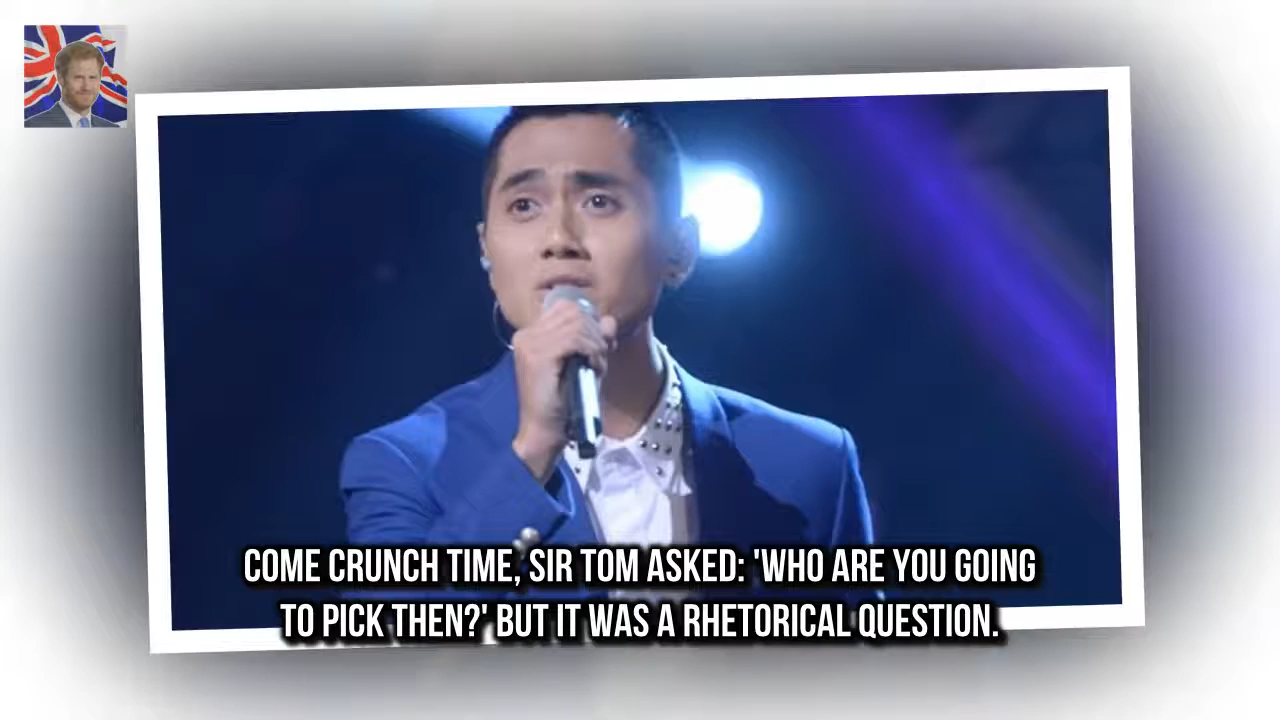 COME CRUNCH TIME, SIR TOM ASKED: 'WHO ARE YOU GOING
TO PICK THEN?' BUT IT WAS A RHETORICAL QUESTION.